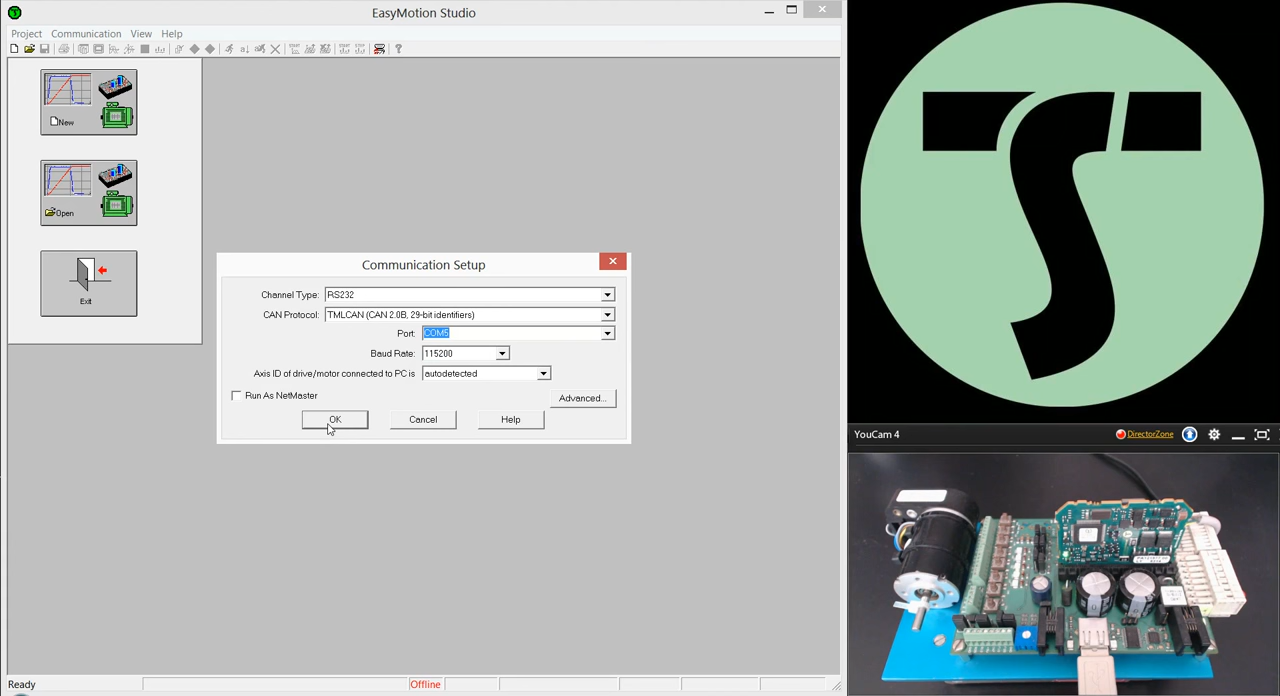 EasyMotion Studio
Project Communication View Help
New
Open
Exit
Communication Setup
Channel Type: RS232
CAN Protocol: TMLCAN (CAN 2.0B, 29-bit identifiers)
Port: COM5
Baud Rate: 115200
Axis ID of drive/motor connected to PC is autodetected
Run As NetMaster
Advanced...
OK Cancel Help
Ready
Offline
TS
YouCam 4
DirectorZone